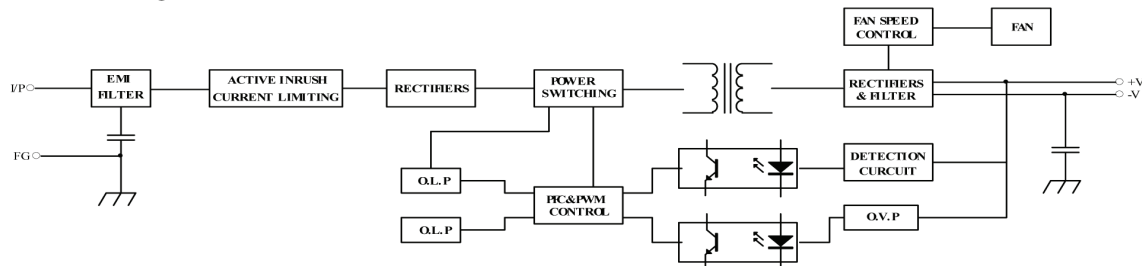 FAN SPEED
CONTROL
FAN
I/P
EMI
FILTER
ACTIVE INRUSH
CURRENT LIMITING
RECTIFIERS
POWER
SWITCHING
RECTIFIERS
& FILTER
+V
-V
FG
O.L.P
PFC&PWM
CONTROL
DETECTION
CURCUIT
O.L.P
O.V.P